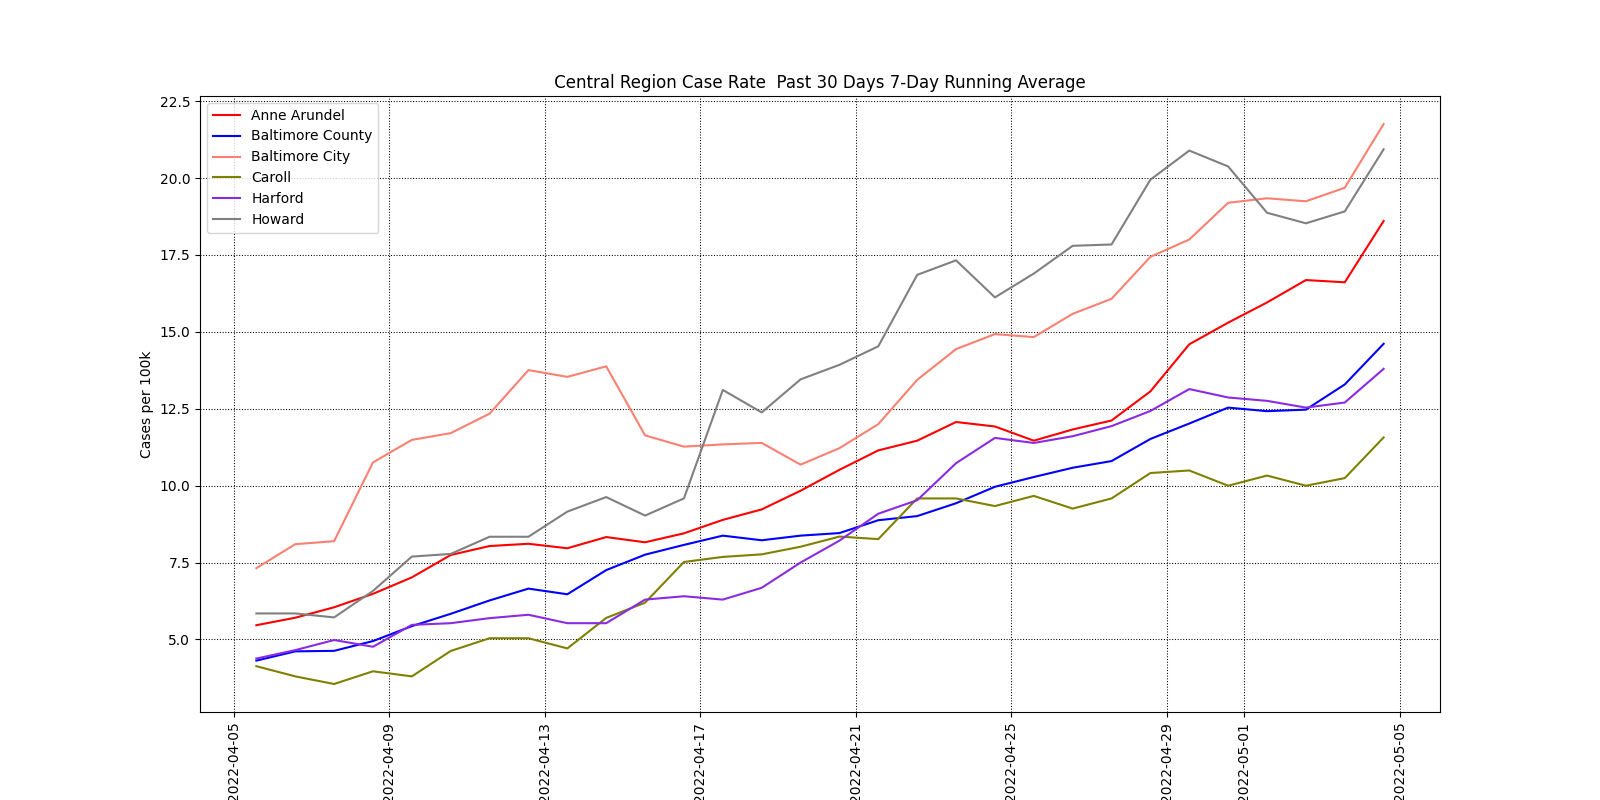 Central Region Case Rate  Past 30 Days 7-Day Running Average
22.5
20.0
17.5
15.0
12.5
10.0
7.5
5.0
Cases per 100k
Anne Arundel
Baltimore County
Baltimore City
Caroll
Harford
Howard
2022-04-05
2022-04-09
2022-04-13
2022-04-17
2022-04-21
2022-04-25
2022-04-29
2022-05-01
2022-05-05